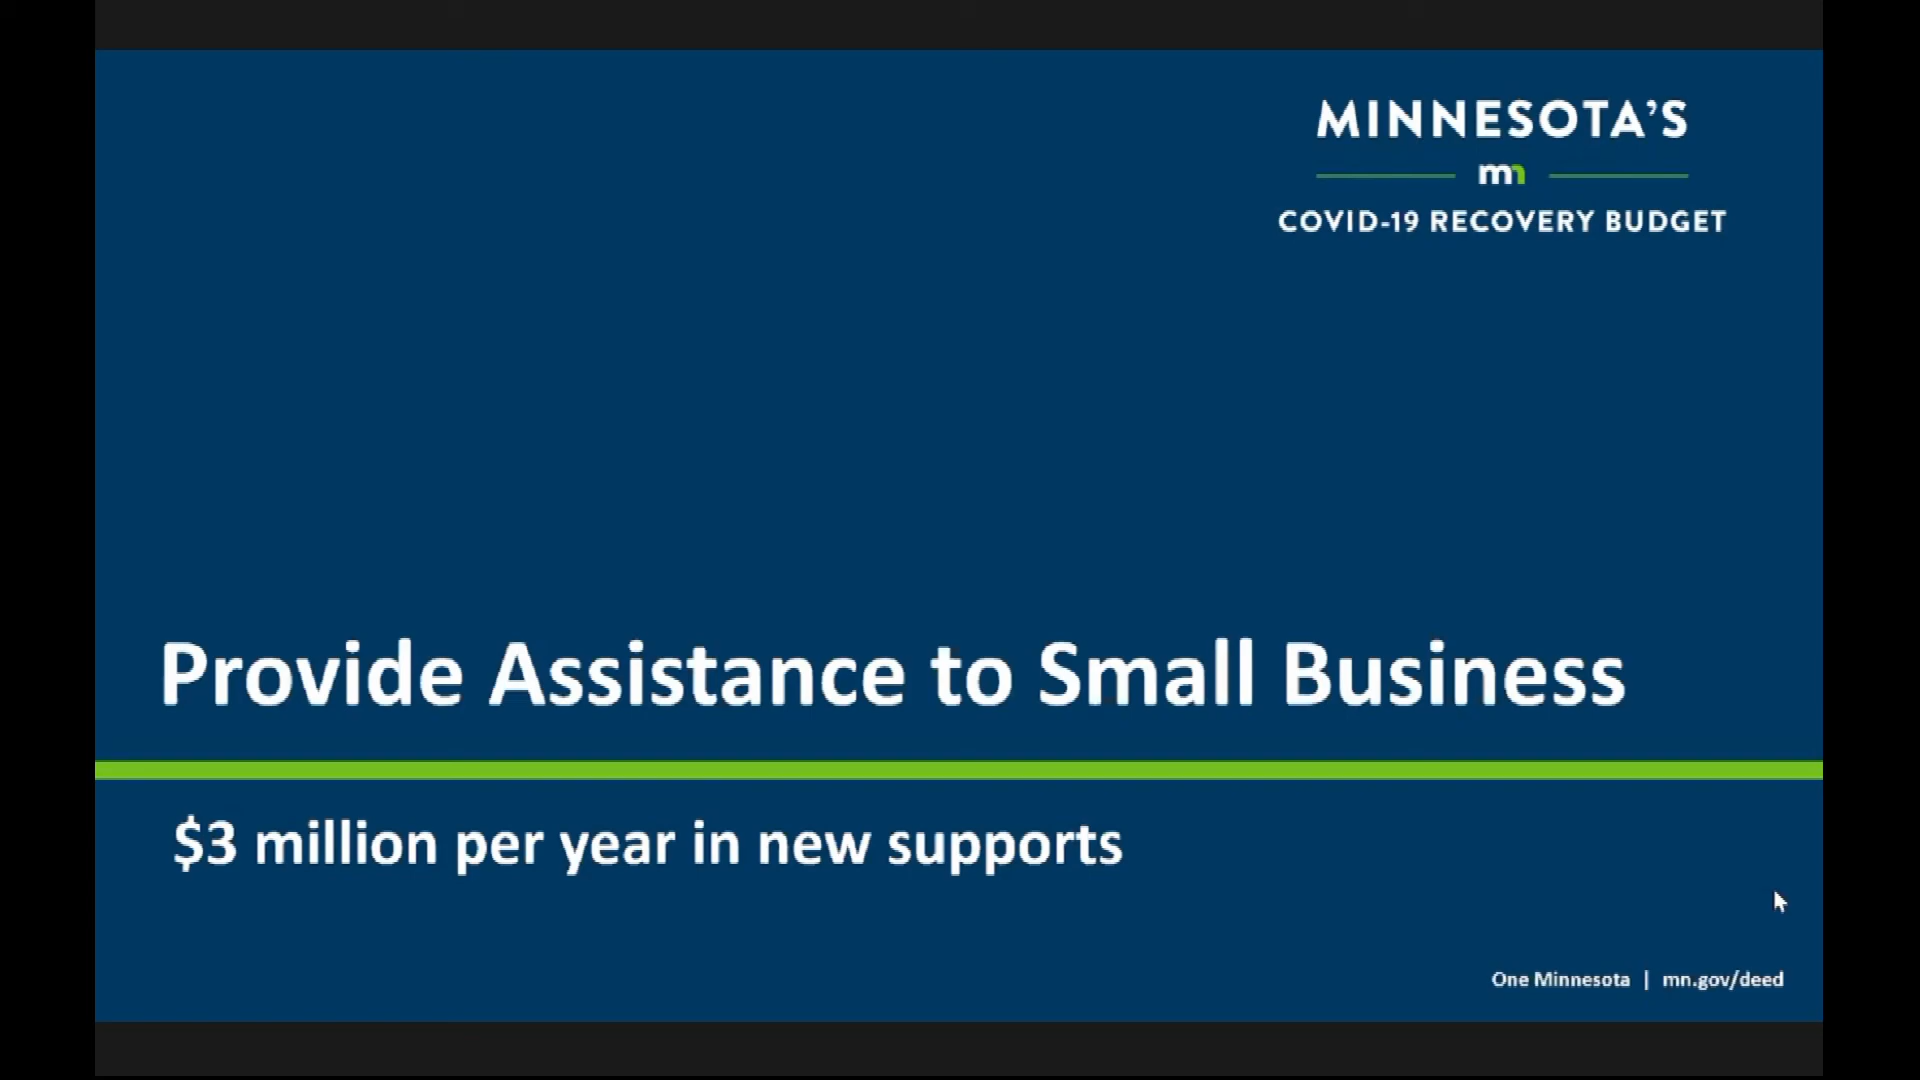 MINNESOTA'S
mn
COVID-19 RECOVERY BUDGET
Provide Assistance to Small Business
$3 million per year in new supports
One Minnesota | mn.gov/deed